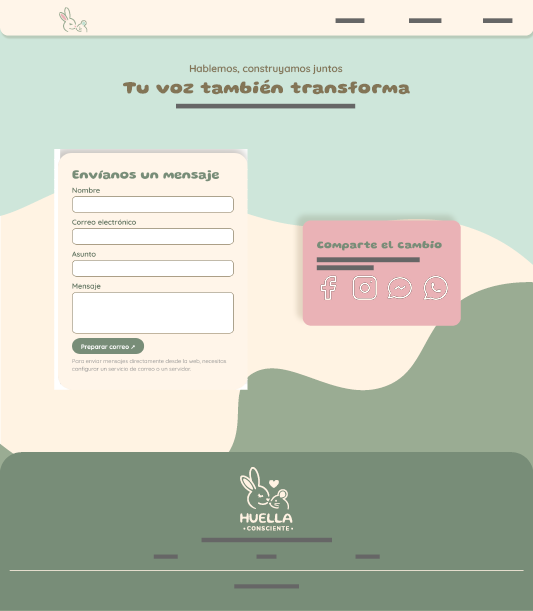 Hablemos, construyamos juntos
Tu voz también transforma
Envíanos un mensaje
Nombre
Correo electrónico
Asunto
Mensaje
Preparar correo ↗
Para enviar mensajes directamente desde la web, necesitas
configurar un servicio de correo o un servidor.
Comparte el cambio
HUELLA
CONSCIENTE